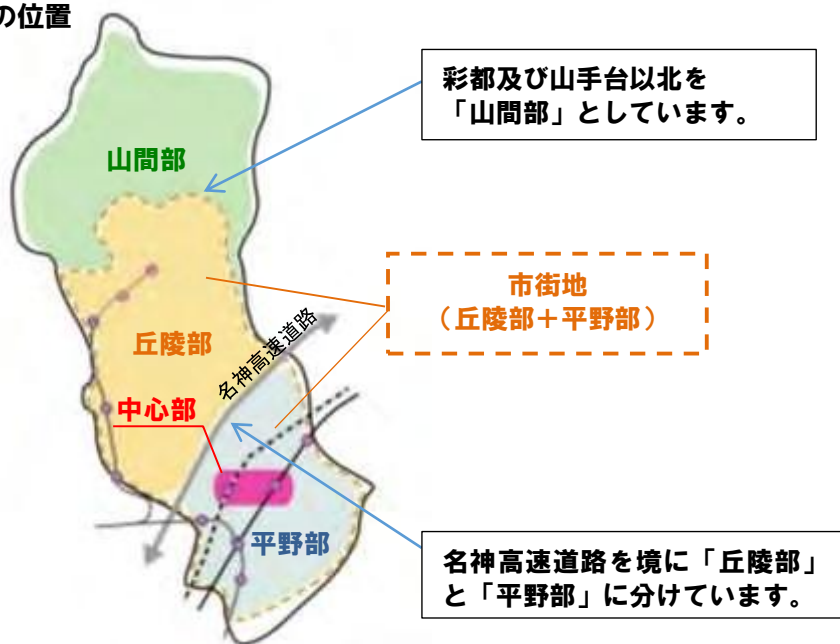 の位置
彩都及び山手台以北を
「山間部」としています。
山間部
市街地
（丘陵部＋平野部）
名神高速道路
丘陵部
中心部
平野部
名神高速道路を境に「丘陵部」
と「平野部」に分けています。